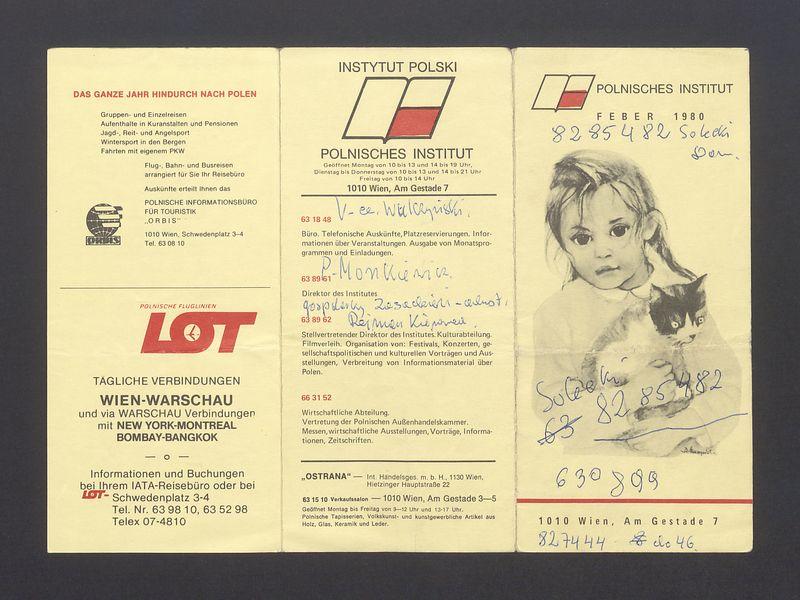 DAS GANZE JAHR HINDURCH NACH POLEN
Gruppen- und Einzelreisen
Aufenthalte in Kuranstalten und Pensionen
Jagd-, Reit- und Angelsport
Wintersport in den Bergen
Fahrten mit eigenem PKW
Flug-, Bahn- und Busreisen
arrangiert für Sie Ihr Reisebüro
Auskünfte erteilt Ihnen das
POLNISCHE INFORMATIONSBÜRO
FÜR TOURISTIK
„ORBIS"
1010 Wien, Schwedenplatz 3-4
Tel. 63 08 10
ORBIS
POLNISCHE FLUGLINIEN
LOT
TÄGLICHE VERBINDUNGEN
WIEN-WARSCHAU
und via WARSCHAU Verbindungen
mit NEW YORK-MONTREAL
BOMBAY-BANGKOK
— o —
Informationen und Buchungen
bei Ihrem IATA-Reisebüro oder bei
LOT- Schwedenplatz 3-4
Tel. Nr. 63 98 10, 63 52 98
Telex 07-4810
INSTYTUT POLSKI
POLNISCHES INSTITUT
Geöffnet Montag von 10 bis 13 und 14 bis 19 Uhr,
Dienstag bis Donnerstag von 10 bis 13 und 14 bis 21 Uhr
Freitag von 10 bis 14 Uhr
1010 Wien, Am Gestade 7
63 18 48
Büro. Telefonische Auskünfte, Platzreservierungen. Infor-
mationen über Veranstaltungen. Ausgabe von Monatspro-
grammen und Einladungen.
P. Monkiewicz
63 89 61
Direktor des Institutes
63 89 62
Rejman
Stellvertretender Direktor des Institutes. Kulturabteilung.
Filmverleih. Organisation von: Festivals, Konzerten, ge-
sellschaftspolitischen und kulturellen Vorträgen und Aus-
stellungen, Verbreitung von Informationsmaterial über
Polen.
66 31 52
Wirtschaftliche Abteilung.
Vertretung der Polnischen Außenhandelskammer.
Messen, wirtschaftliche Ausstellungen, Vorträge, Informa-
tionen, Zeitschriften.
„OSTRANA" — Int. Handelsges. m. b. H., 1130 Wien,
Hietzinger Hauptstraße 22
63 15 10 Verkaufssalon — 1010 Wien, Am Gestade 3—5
Geöffnet Montag bis Freitag von 9—12 Uhr und 13-17 Uhr.
Polnische Tapisserien, Volkskunst- und kunstgewerbliche Artikel aus
Holz, Glas, Keramik und Leder.
POLNISCHES INSTITUT
FEBER 1980
8285482 Solecki
Dom.
Solecki
63 82 85 482
630 899
1010 Wien, Am Gestade 7
827444 do 46